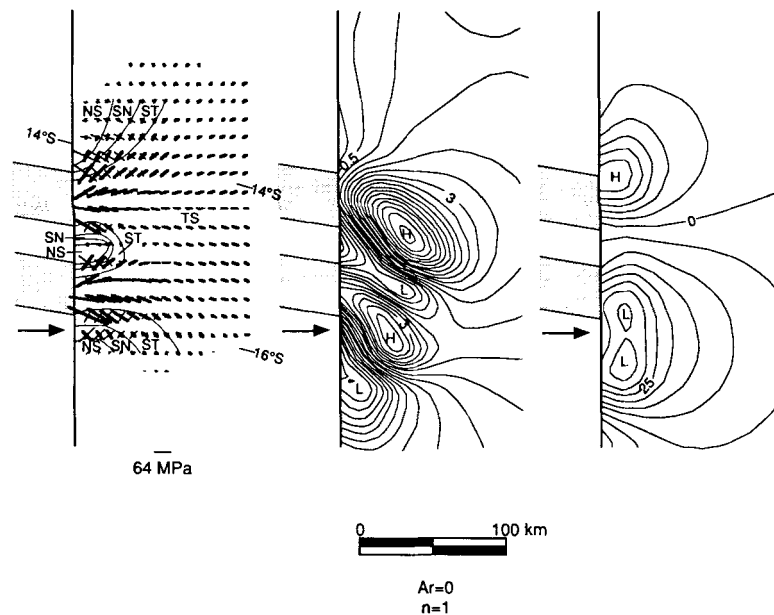 NS SN ST
14°S
14°S
TS
SN
ST
NS
NS SN ST
16°S
64 MPa
0.5
3
H
L
H
L
H
0
L
L
25
0 100 km
Ar=0
n=1